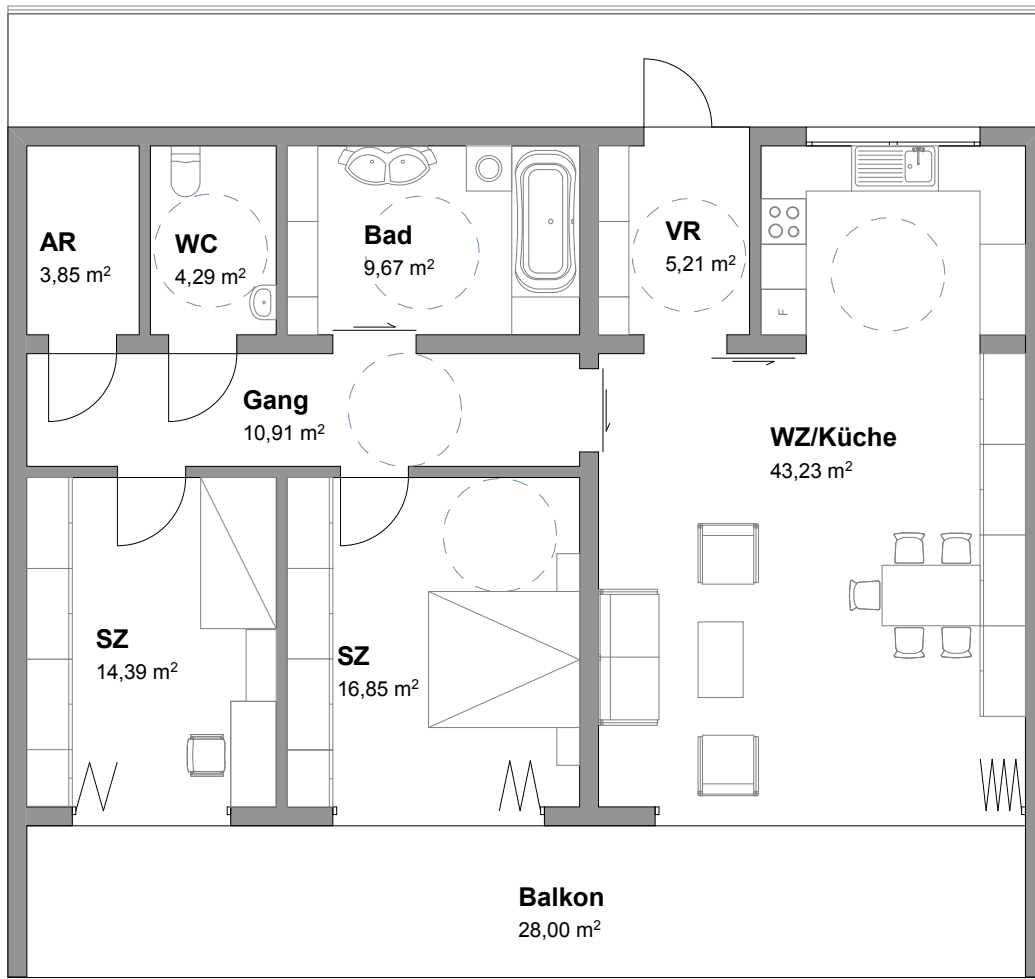 AR
3,85 m²
WC
4,29 m²
Bad
9,67 m²
VR
5,21 m²
F
Gang
10,91 m²
WZ/Küche
43,23 m²
SZ
14,39 m²
SZ
16,85 m²
Balkon
28,00 m²